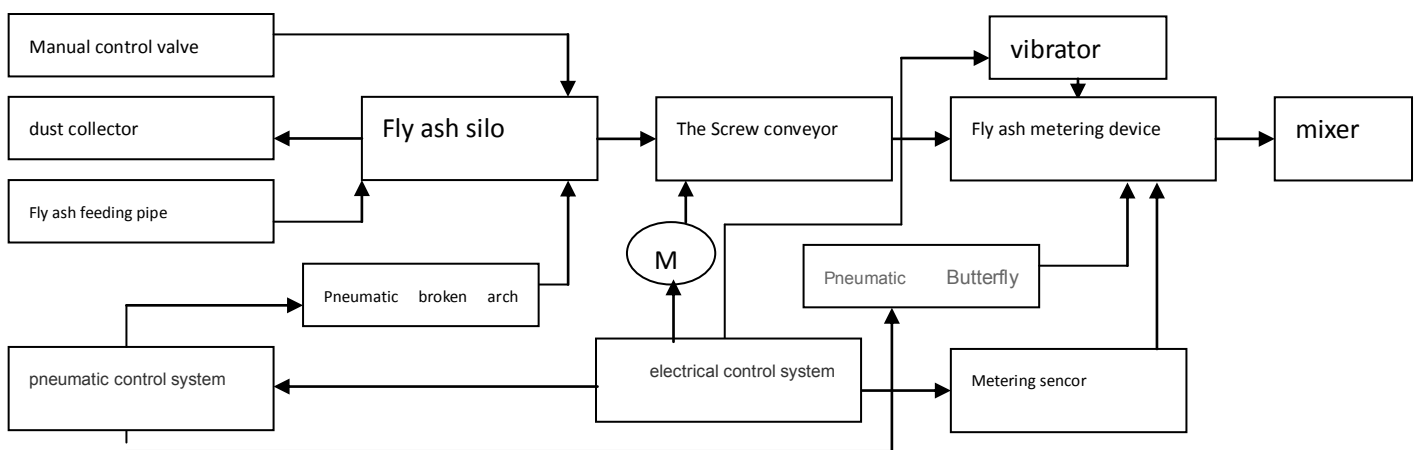 Manual control valve
vibrator
dust collector
Fly ash silo
The Screw conveyor
Fly ash metering device
mixer
Fly ash feeding pipe
M
Pneumatic broken arch
Pneumatic Butterfly
pneumatic control system
electrical control system
Metering sencor